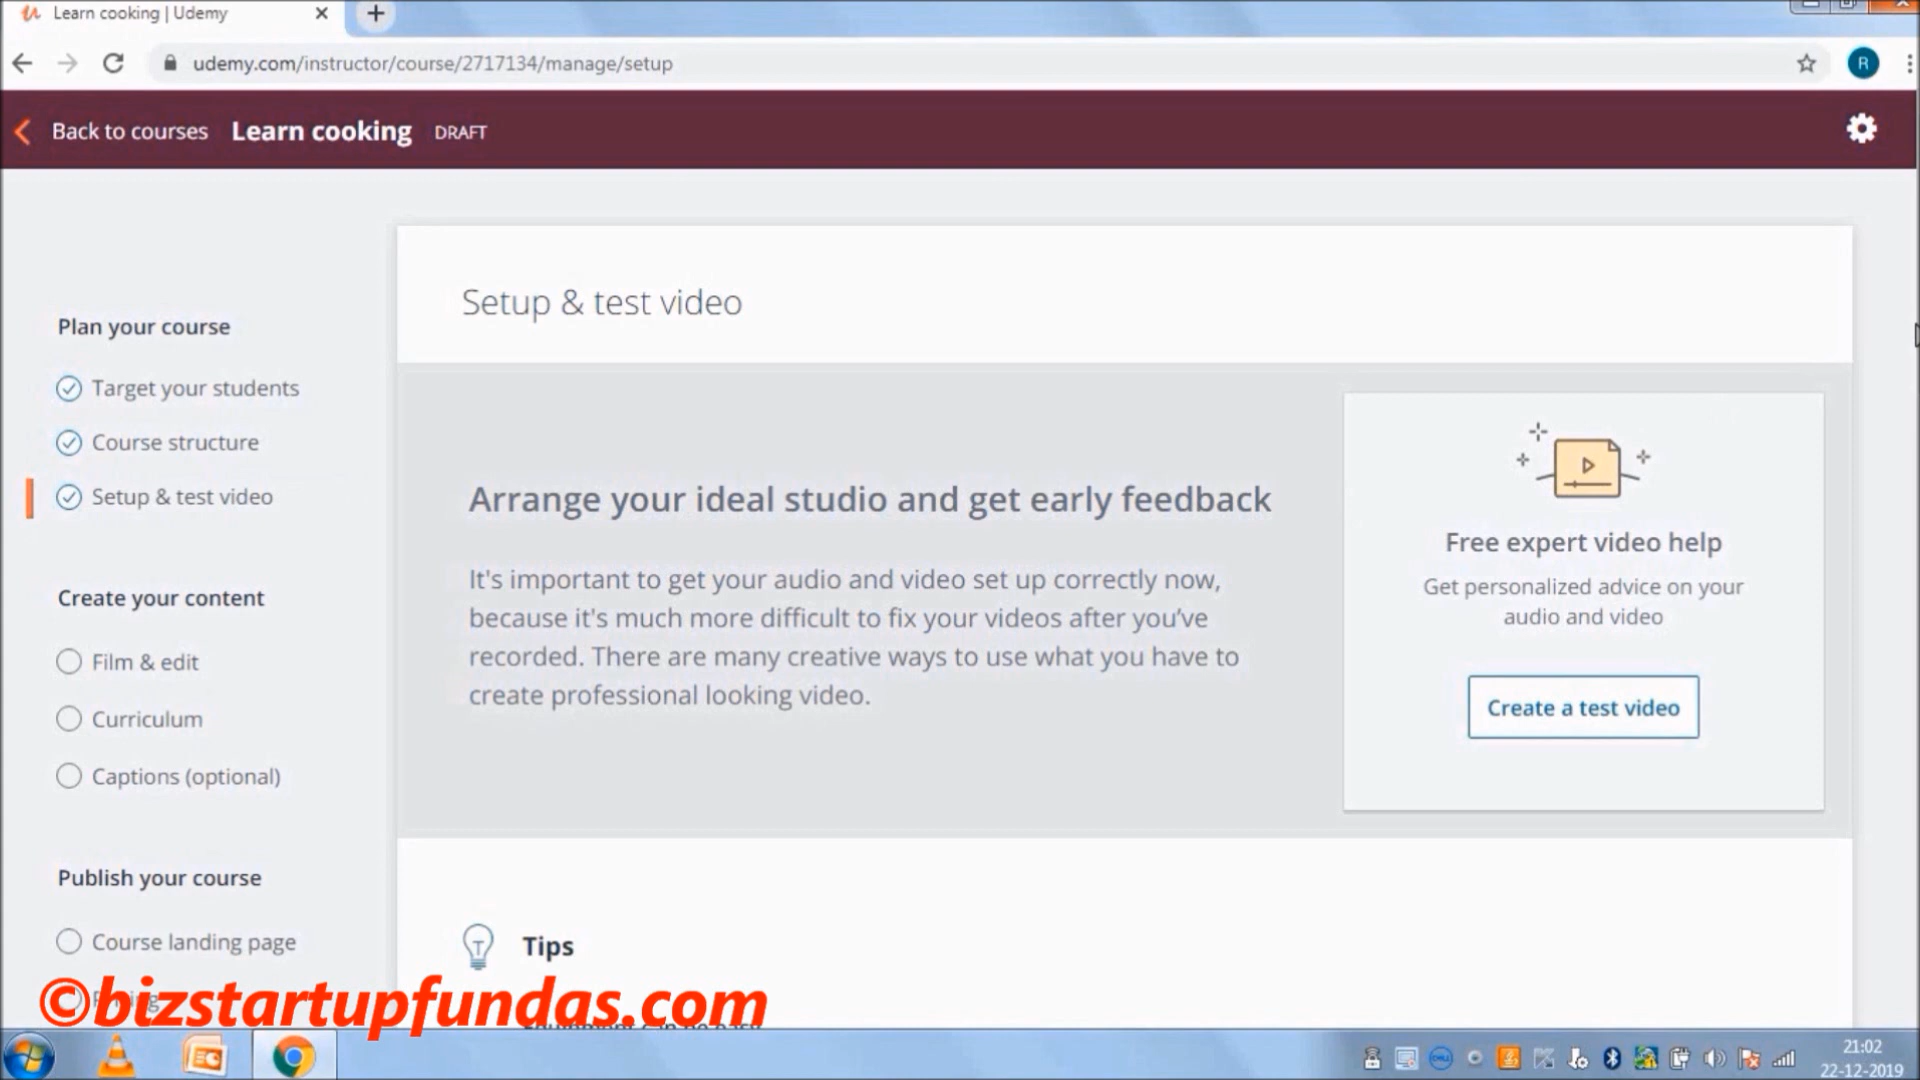 Learn cooking | Udemy
udemy.com/instructor/course/2717134/manage/setup
R
Back to courses Learn cooking DRAFT
Setup & test video
Plan your course
Target your students
Course structure
Setup & test video
Create your content
Film & edit
Curriculum
Captions (optional)
Publish your course
Course landing page
Arrange your ideal studio and get early feedback
It's important to get your audio and video set up correctly now,
because it's much more difficult to fix your videos after you've
recorded. There are many creative ways to use what you have to
create professional looking video.
Free expert video help
Get personalized advice on your
audio and video
Create a test video
Tips
Equipment can be easy
©bizstartupfundas.com
21:02
22-12-2019